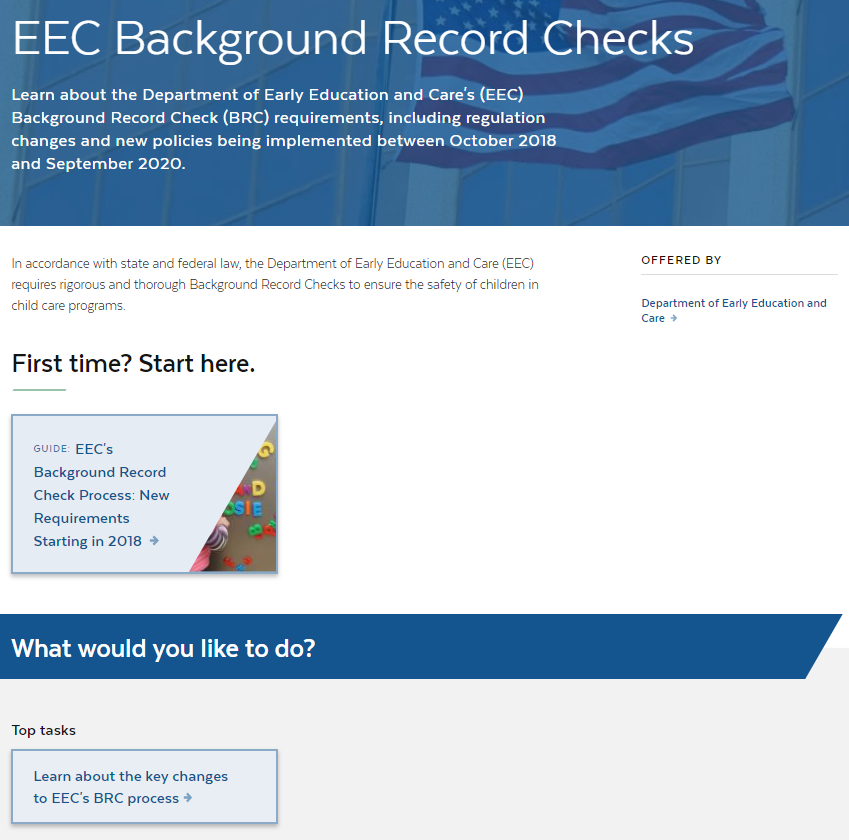 EEC Background Record Checks
Learn about the Department of Early Education and Care's (EEC)
Background Record Check (BRC) requirements, including regulation
changes and new policies being implemented between October 2018
and September 2020.
In accordance with state and federal law, the Department of Early Education and Care (EEC)
requires rigorous and thorough Background Record Checks to ensure the safety of children in
child care programs.
OFFERED BY
Department of Early Education and
Care
First time? Start here.
GUIDE: EEC's
Background Record
Check Process: New
Requirements
Starting in 2018
What would you like to do?
Top tasks
Learn about the key changes
to EEC's BRC process